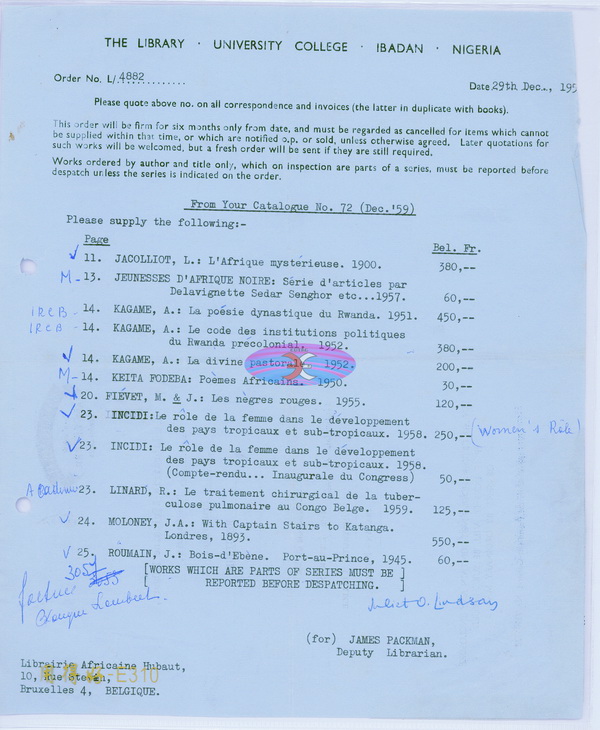 THE LIBRARY · UNIVERSITY COLLEGE · IBADAN · NIGERIA
Order No. L/ 4882
Date 29th Dec., 195
Please quote above no. on all correspondence and invoices (the latter in duplicate with books).
This order will be firm for six months only from date, and must be regarded as cancelled for items which cannot
be supplied within that time, or which are notified o.p. or sold, unless otherwise agreed. Later quotations for
such works will be welcomed, but a fresh order will be sent if they are still required.
Works ordered by author and title only, which on inspection are parts of a series, must be reported before
despatch unless the series is indicated on the order.
From Your Catalogue No. 72 (Dec.'59)
Please supply the following:-
Page Bel. Fr.
11. JACOLLIOT, L.: L'Afrique mystérieuse. 1900. 380,--
M - 13. JEUNESSES D'AFRIQUE NOIRE: Série d'articles par
Delavignette Sedar Senghor etc...1957. 60,--
IRCB - 14. KAGAME, A.: La poésie dynastique du Rwanda. 1951. 450,--
IRCB - 14. KAGAME, A.: Le code des institutions politiques
du Rwanda précolonial, 1952. 380,--
14. KAGAME, A.: La divine pastorale, 1952. 200,--
M- 14. KEITA FODEBA: Poèmes Africains. 1950. 30,--
20. FIÉVET, M. & J.: Les nègres rouges. 1955. 120,--
23. INCIDI: Le rôle de la femme dans le développement
des pays tropicaux et sub-tropicaux. 1958. 250,-- (Women's Rôle)
23. INCIDI: Le rôle de la femme dans le développement
des pays tropicaux et sub-tropicaux. 1958.
(Compte-rendu... Inaugurale du Congress) 50,--
23. LINARD, R.: Le traitement chirurgical de la tuber-
culose pulmonaire au Congo Belge. 1959. 125,--
24. MOLONEY, J.A.: With Captain Stairs to Katanga.
Londres, 1893. 550,--
25. ROUMAIN, J.: Bois-d'Ebène. Port-au-Prince, 1945. 60,--
3057
[WORKS WHICH ARE PARTS OF SERIES MUST BE ]
[ REPORTED BEFORE DESPATCHING. ]
facture
Juliet O. Lindsay
(for) JAMES PACKMAN,
Deputy Librarian.
Librairie Africaine Hubaut,
10, Rue Steven,
Bruxelles 4, BELGIQUE.
-E310